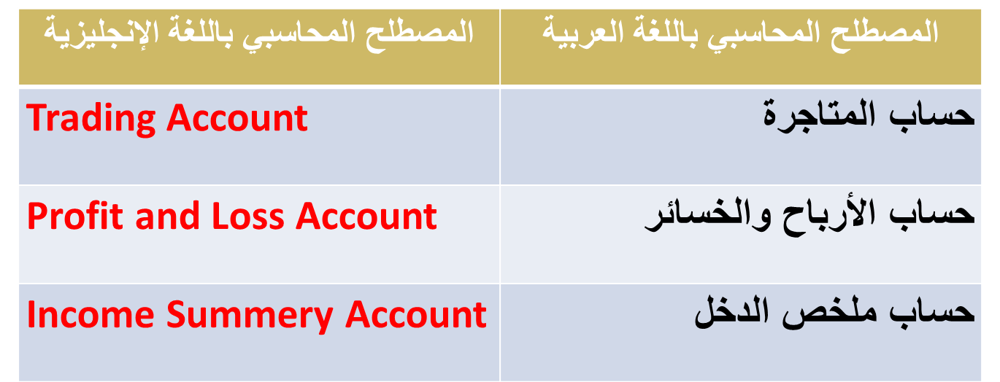 المصطلح المحاسبي باللغة العربية
المصطلح المحاسبي باللغة الإنجليزية
حساب المتاجرة
Trading Account
حساب الأرباح والخسائر
Profit and Loss Account
حساب ملخص الدخل
Income Summery Account